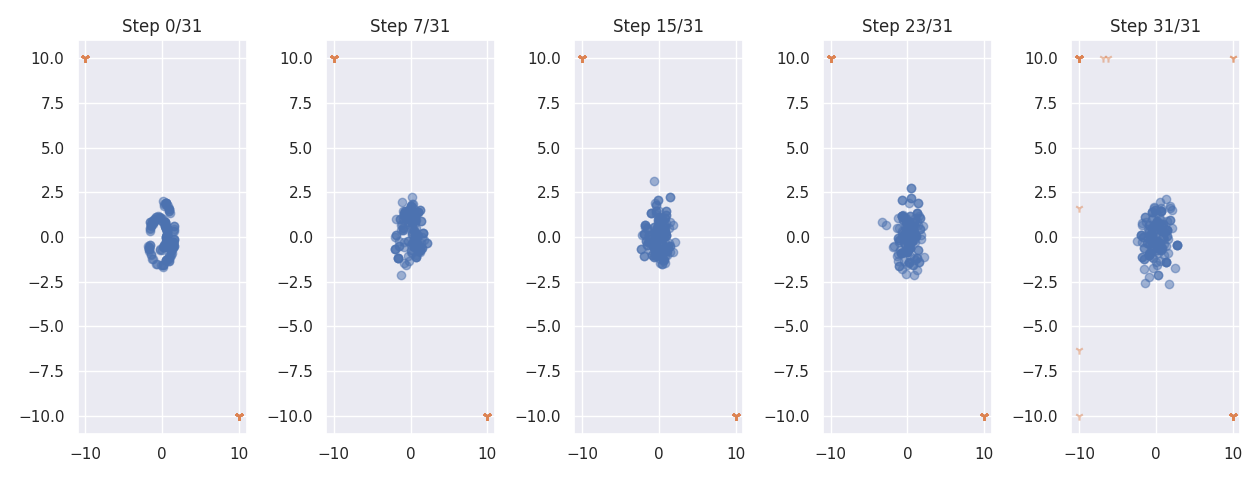 Step 0/31
Step 7/31
Step 15/31
Step 23/31
Step 31/31
10.0 10.0 10.0 10.0 10.0
7.5 7.5 7.5 7.5 7.5
5.0 5.0 5.0 5.0 5.0
2.5 2.5 2.5 2.5 2.5
0.0 0.0 0.0 0.0 0.0
−2.5 −2.5 −2.5 −2.5 −2.5
−5.0 −5.0 −5.0 −5.0 −5.0
−7.5 −7.5 −7.5 −7.5 −7.5
−10.0 −10.0 −10.0 −10.0 −10.0
−10 0 10 −10 0 10 −10 0 10 −10 0 10 −10 0 10